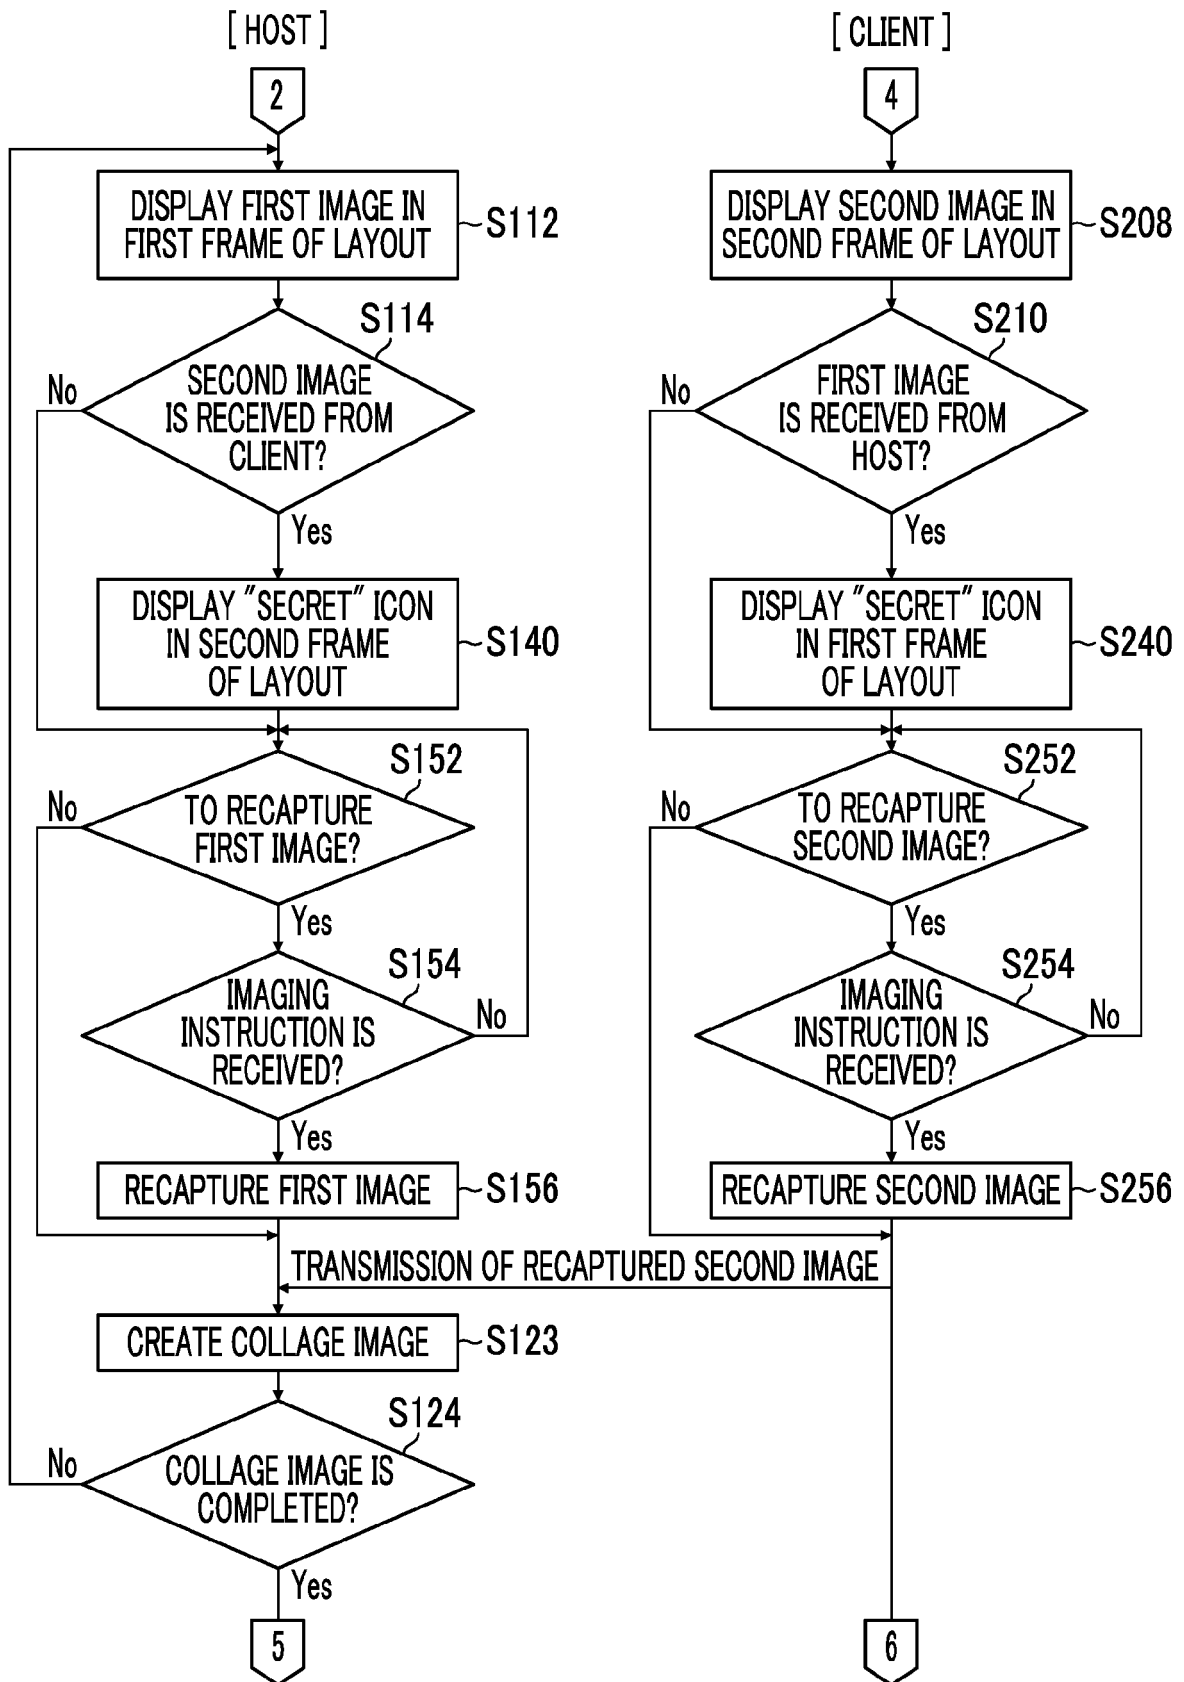 [ HOST ]
2
DISPLAY FIRST IMAGE IN
FIRST FRAME OF LAYOUT
S112
S114
SECOND IMAGE
IS RECEIVED FROM
CLIENT?
No
Yes
DISPLAY "SECRET" ICON
IN SECOND FRAME
OF LAYOUT
S140
S152
TO RECAPTURE
FIRST IMAGE?
No
Yes
S154
IMAGING
INSTRUCTION IS
RECEIVED?
No
Yes
RECAPTURE FIRST IMAGE
S156
TRANSMISSION OF RECAPTURED SECOND IMAGE
CREATE COLLAGE IMAGE
S123
S124
COLLAGE IMAGE IS
COMPLETED?
No
Yes
5
[ CLIENT ]
4
DISPLAY SECOND IMAGE IN
SECOND FRAME OF LAYOUT
S208
S210
FIRST IMAGE
IS RECEIVED FROM
HOST?
No
Yes
DISPLAY "SECRET" ICON
IN FIRST FRAME
OF LAYOUT
S240
S252
TO RECAPTURE
SECOND IMAGE?
No
Yes
S254
IMAGING
INSTRUCTION IS
RECEIVED?
No
Yes
RECAPTURE SECOND IMAGE
S256
6